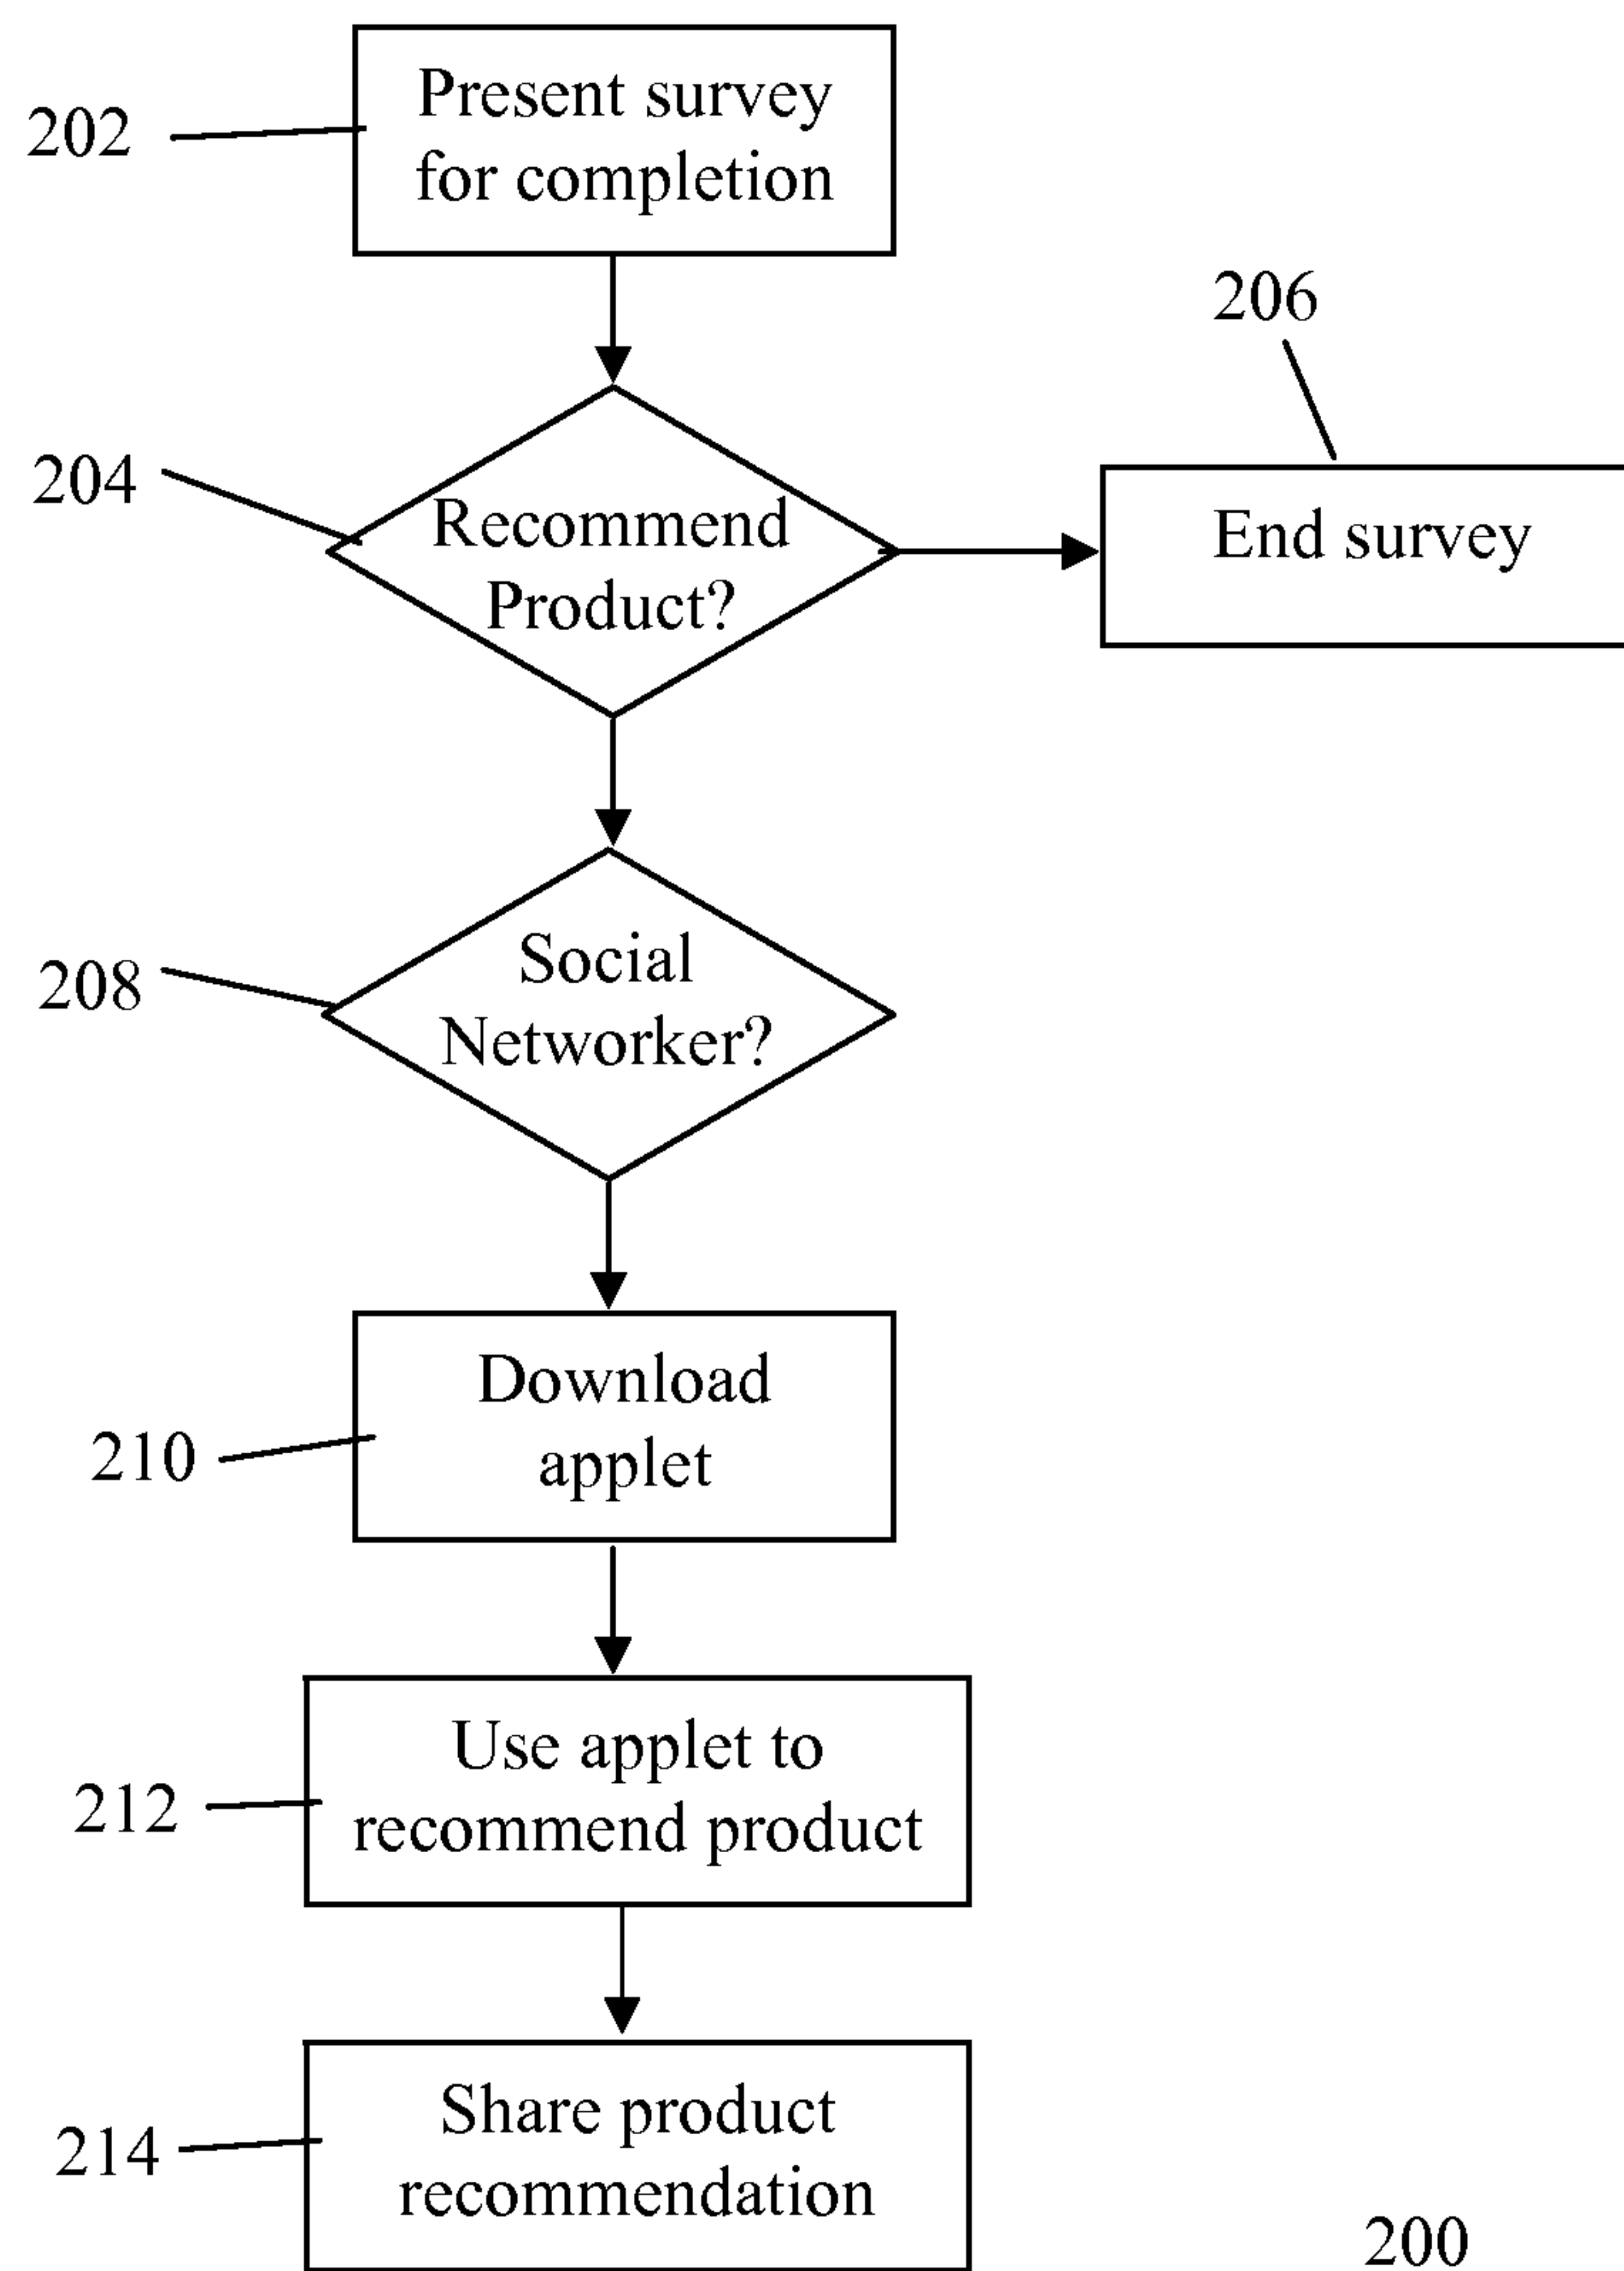 202
Present survey
for completion
206
204
Recommend
Product?
End survey
208
Social
Networker?
210
Download
applet
212
Use applet to
recommend product
214
Share product
recommendation
200